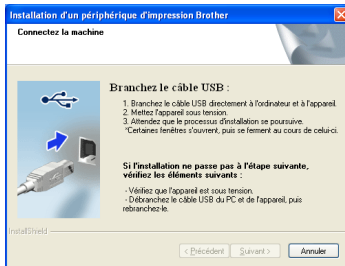 Installation d'un périphérique d'impression Brother
Connectez la machine
Branchez le câble USB :
1. Branchez le câble USB directement à l'ordinateur et à l'appareil.
2. Mettez l'appareil sous tension.
3. Attendez que le processus d'installation se poursuive.
*Certaines fenêtres s'ouvrent, puis se ferment au cours de celui-ci.
Si l'installation ne passe pas à l'étape suivante,
vérifiez les éléments suivants :
- Vérifiez que l'appareil est sous tension.
- Débranchez le câble USB du PC et de l'appareil, puis
rebranchez-le.
InstallShield
< Précédent Suivant > Annuler